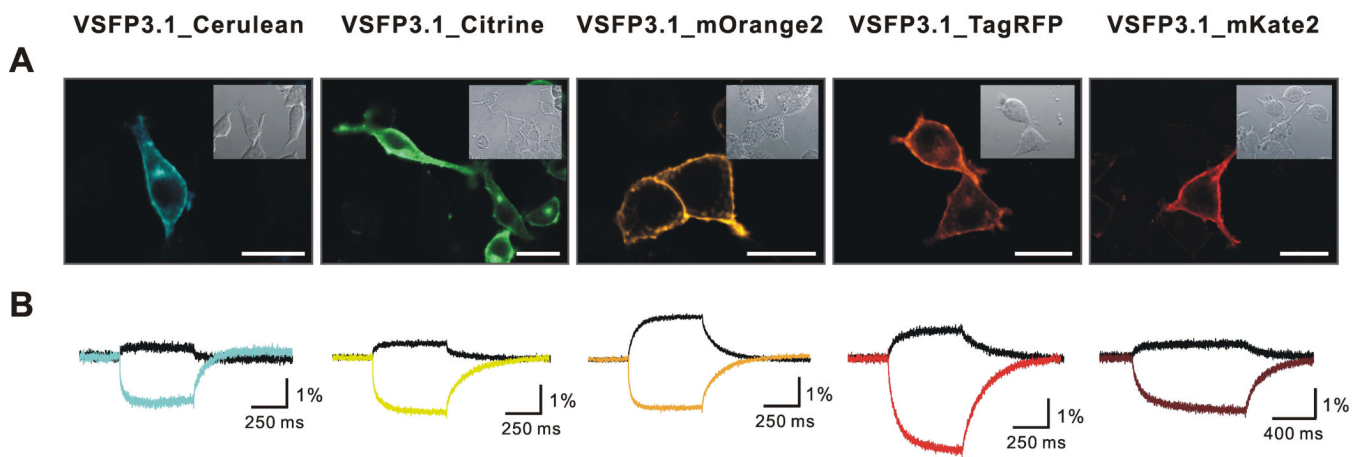 VSFP3.1_Cerulean VSFP3.1_Citrine VSFP3.1_mOrange2 VSFP3.1_TagRFP VSFP3.1_mKate2
A
B
1% 1% 1% 1% 1%
250 ms 250 ms 250 ms 250 ms 400 ms